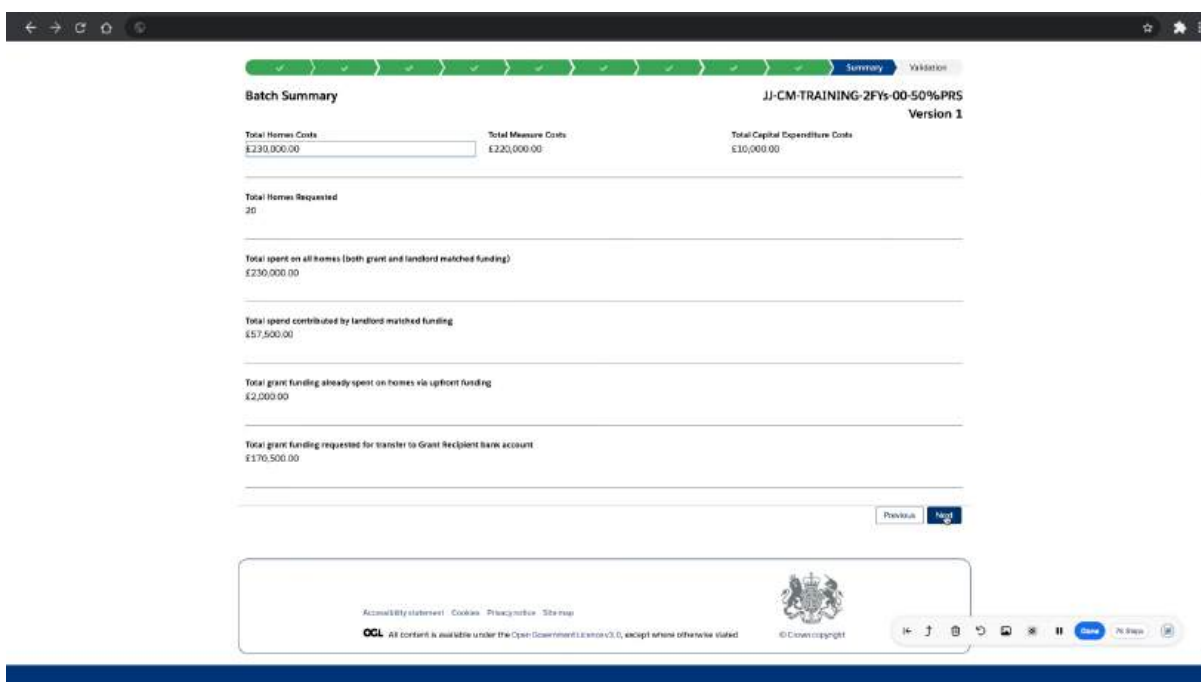 Summary Validation
Batch Summary JJ-CM-TRAINING-2FYs-00-50%PRS
Version 1
Total Homes Costs Total Measure Costs Total Capital Expenditure Costs
£230,000.00 £220,000.00 £10,000.00
Total Homes Requested
20
Total spent on all homes (both grant and landlord matched funding)
£230,000.00
Total spend contributed by landlord matched funding
£57,500.00
Total grant funding already spent on homes via upfront funding
£2,000.00
Total grant funding requested for transfer to Grant Recipient bank account
£170,500.00
Previous Next
Accessibility statement Cookies Privacy notice Site map
OGL All content is available under the Open Government Licence v3.0, except where otherwise stated
© Crown copyright
Done Steps